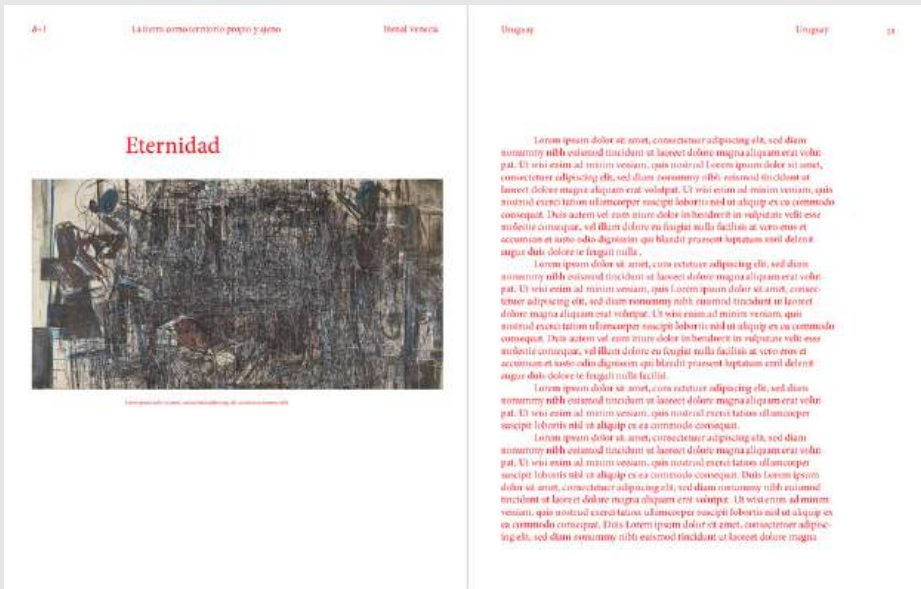 La tierra como territorio propio y ajeno
Bienal Venecia
Uruguay
Uruguay
Eternidad
Lorem ipsum dolor sit amet, consectetuer adipiscing elit, sed diam
nonummy nibh euismod tincidunt ut laoreet dolore magna aliquam erat volut-
pat. Ut wisi enim ad minim veniam, quis nostrud Lorem ipsum dolor sit amet,
consectetuer adipiscing elit, sed diam nonummy nibh euismod tincidunt ut
laoreet dolore magna aliquam erat volutpat. Ut wisi enim ad minim veniam, quis
nostrud exerci tation ullamcorper suscipit lobortis nisl ut aliquip ex ea commodo
consequat. Duis autem vel eum iriure dolor in hendrerit in vulputate velit esse
molestie consequat, vel illum dolore eu feugiat nulla facilisis at vero eros et
accumsan et iusto odio dignissim qui blandit praesent luptatum zzril delenit
augue duis dolore te feugait nulla .
Lorem ipsum dolor sit amet, cons ectetuer adipiscing elit, sed diam
nonummy nibh euismod tincidunt ut laoreet dolore magna aliquam erat volut-
pat. Ut wisi enim ad minim veniam, quis Lorem ipsum dolor sit amet, consec-
tetuer adipiscing elit, sed diam nonummy nibh euismod tincidunt ut laoreet
dolore magna aliquam erat volutpat. Ut wisi enim ad minim veniam, quis
nostrud exerci tation ullamcorper suscipit lobortis nisl ut aliquip ex ea commodo
consequat. Duis autem vel eum iriure dolor in hendrerit in vulputate velit esse
molestie consequat, vel illum dolore eu feugiat nulla facilisis at vero eros et
accumsan et iusto odio dignissim qui blandit praesent luptatum zzril delenit
augue duis dolore te feugait nulla facilisi.
Lorem ipsum dolor sit amet, cons ectetuer adipiscing elit, sed diam
nonummy nibh euismod tincidunt ut laoreet dolore magna aliquam erat volut-
pat. Ut wisi enim ad minim veniam, quis nostrud exerci tation ullamcorper
suscipit lobortis nisl ut aliquip ex ea commodo consequat.
Lorem ipsum dolor sit amet, consectetuer adipiscing elit, sed diam
nonummy nibh euismod tincidunt ut laoreet dolore magna aliquam erat volut-
pat. Ut wisi enim ad minim veniam, quis nostrud exerci tation ullamcorper
suscipit lobortis nisl ut aliquip ex ea commodo consequat. Duis Lorem ipsum
dolor sit amet, consectetuer adipiscing elit, sed diam nonummy nibh euismod
tincidunt ut laoreet dolore magna aliquam erat volutpat. Ut wisi enim ad minim
veniam, quis nostrud exerci tation ullamcorper suscipit lobortis nisl ut aliquip ex
ea commodo consequat. Duis Lorem ipsum dolor sit amet, consectetuer adipisc-
ing elit, sed diam nonummy nibh euismod tincidunt ut laoreet dolore magna